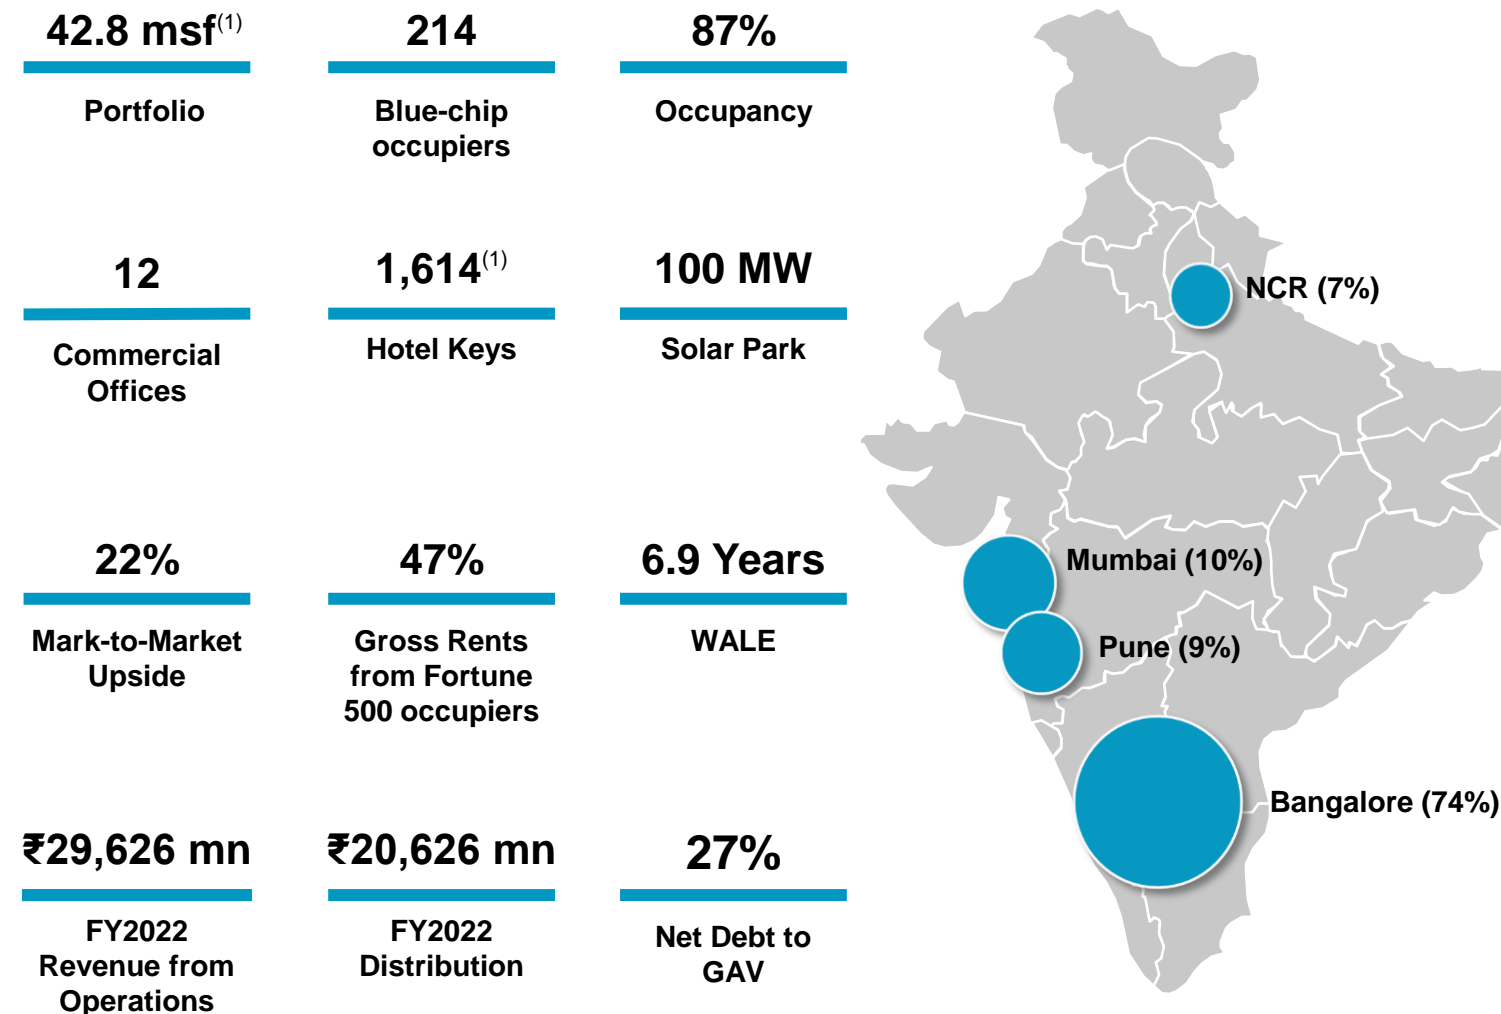 42.8 msf(1)
Portfolio
214
Blue-chip
occupiers
87%
Occupancy
12
Commercial
Offices
1,614(1)
Hotel Keys
100 MW
Solar Park
22%
Mark-to-Market
Upside
47%
Gross Rents
from Fortune
500 occupiers
6.9 Years
WALE
₹29,626 mn
FY2022
Revenue from
Operations
₹20,626 mn
FY2022
Distribution
27%
Net Debt to
GAV
NCR (7%)
Mumbai (10%)
Pune (9%)
Bangalore (74%)